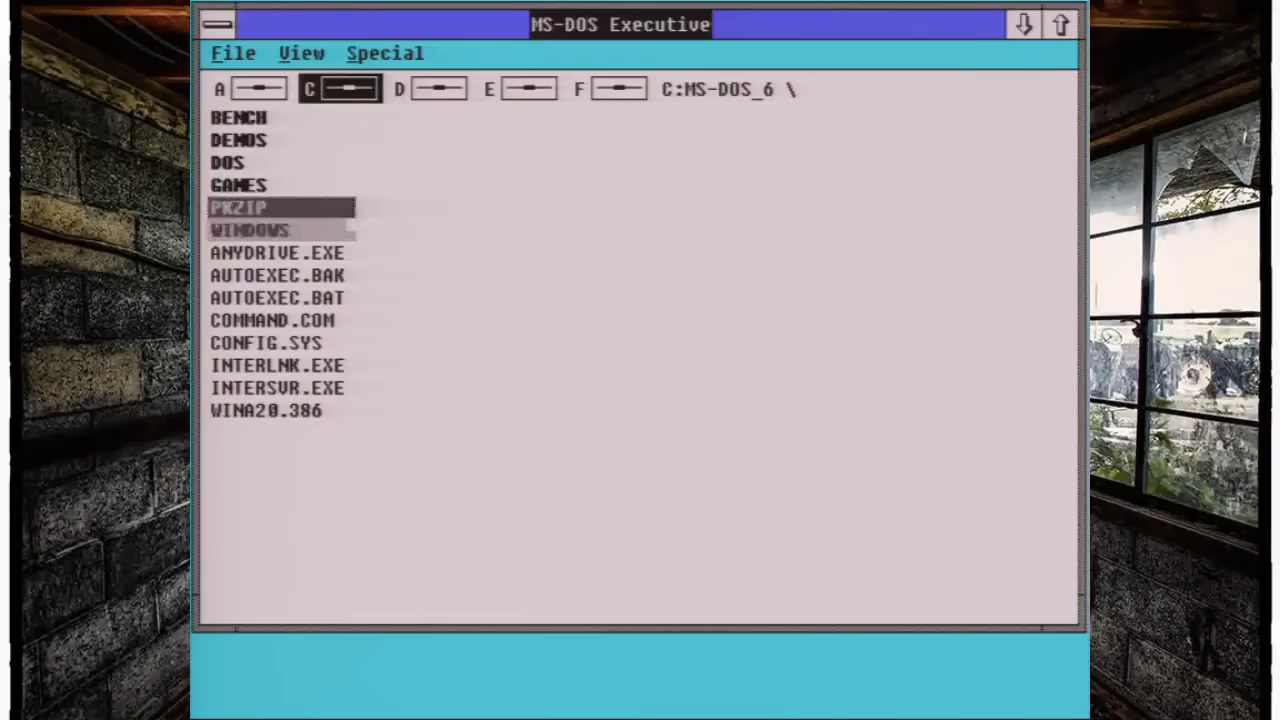 MS-DOS Executive
File View Special
A C D E F C:MS-DOS_6 \
BENCH
DEMOS
DOS
GAMES
PKZIP
WINDOWS
ANYDRIVE.EXE
AUTOEXEC.BAK
AUTOEXEC.BAT
COMMAND.COM
CONFIG.SYS
INTERLNK.EXE
INTERSVR.EXE
WINA20.386